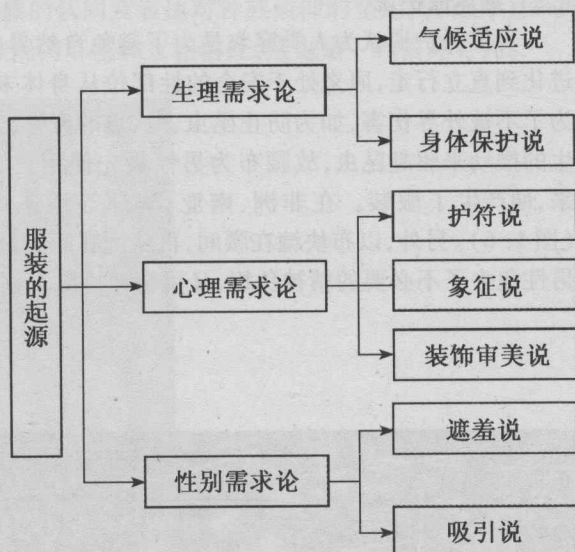 服装的起源
生理需求论
气候适应说
身体保护说
心理需求论
护符说
象征说
装饰审美说
性别需求论
遮羞说
吸引说